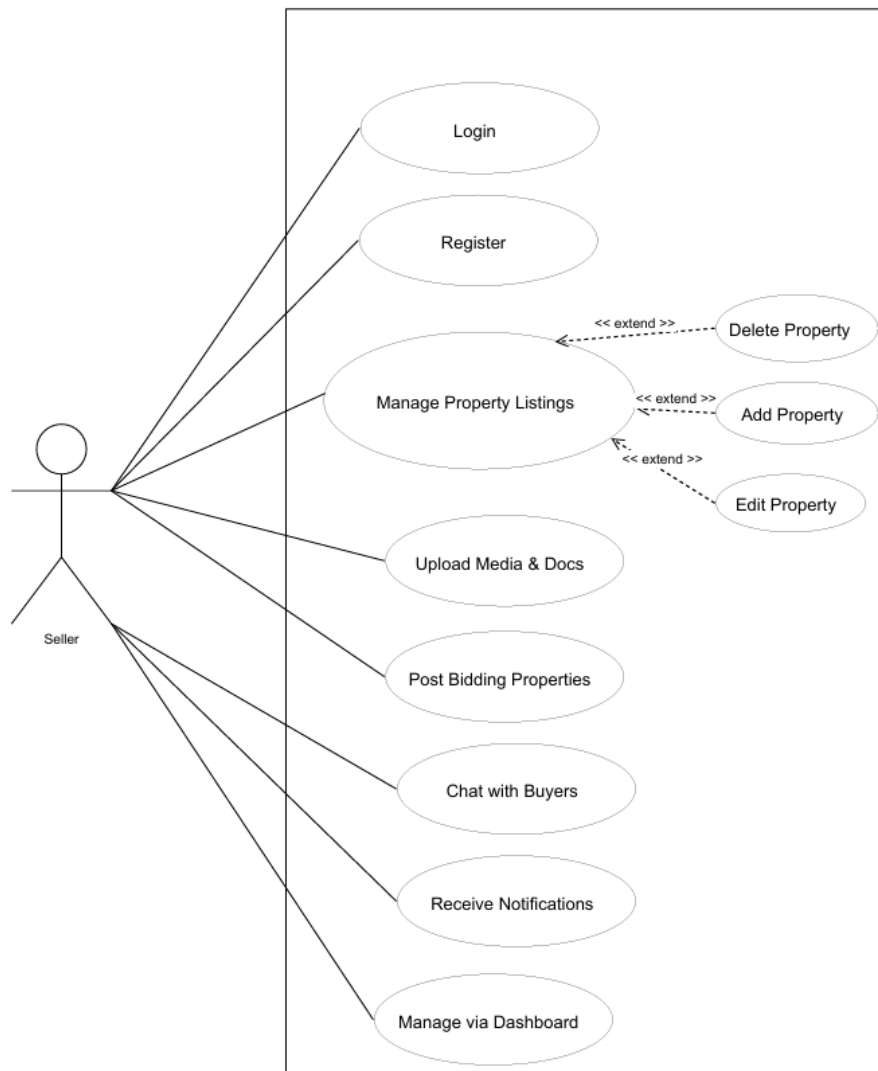 Login
Register
<< extend >>
Delete Property
Manage Property Listings
<< extend >>
Add Property
<< extend >>
Edit Property
Upload Media & Docs
Seller
Post Bidding Properties
Chat with Buyers
Receive Notifications
Manage via Dashboard